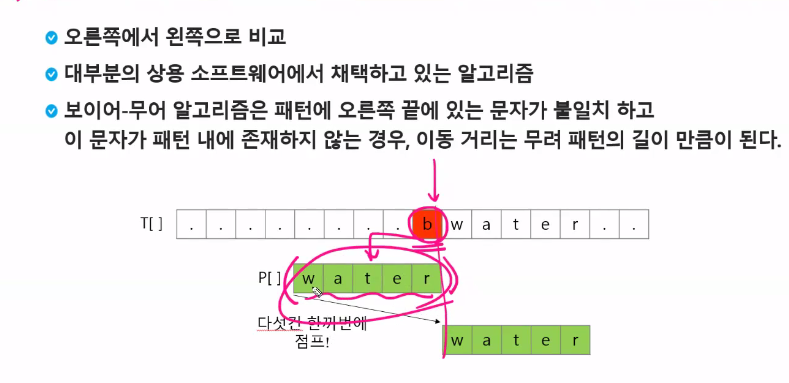 오른쪽에서 왼쪽으로 비교
대부분의 상용 소프트웨어에서 채택하고 있는 알고리즘
보이어-무어 알고리즘은 패턴에 오른쪽 끝에 있는 문자가 불일치 하고
이 문자가 패턴 내에 존재하지 않는 경우, 이동 거리는 무려 패턴의 길이 만큼이 된다.
T[ ] . . . . . . . . b w a t e r . .
P[ ] w a t e r
다섯칸 한꺼번에
점프!
w a t e r